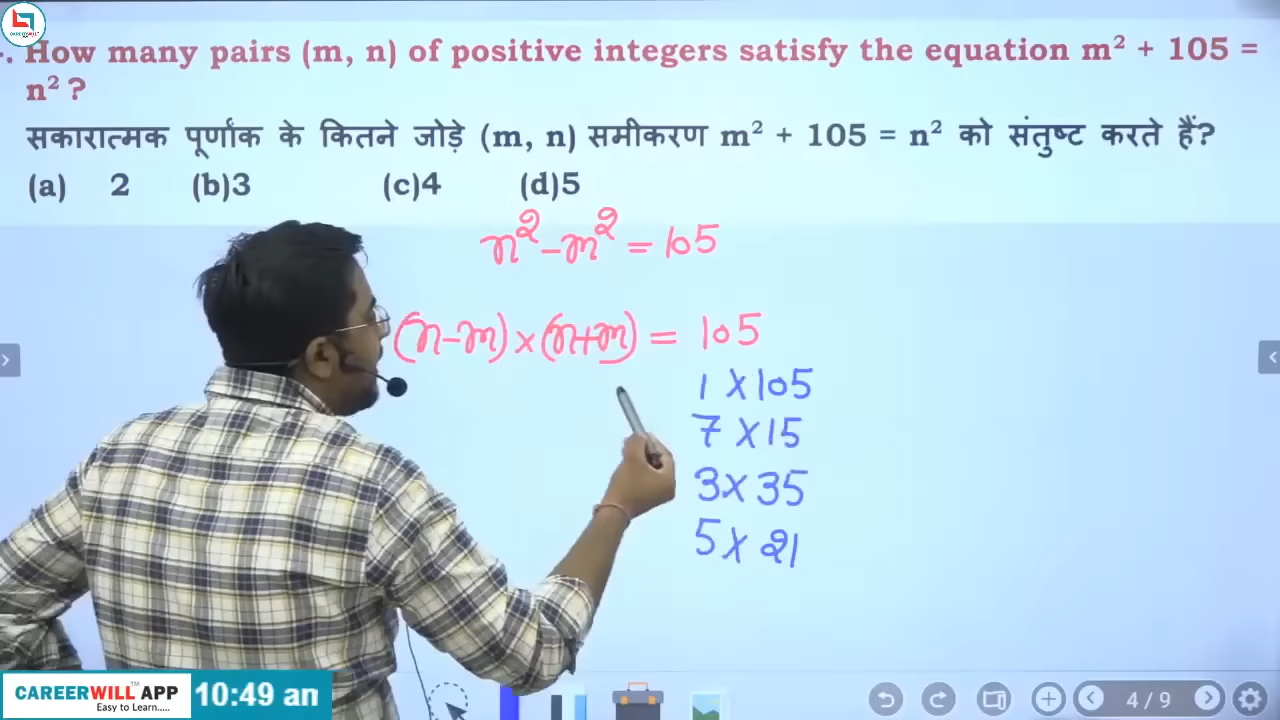 CAREERWILL
. How many pairs (m, n) of positive integers satisfy the equation m² + 105 =
n² ?
सकारात्मक पूर्णांक के कितने जोड़े (m, n) समीकरण m² + 105 = n² को संतुष्ट करते हैं?
(a) 2 (b)3 (c)4 (d)5
n² - m² = 105
(n-m) × (n+m) = 105
1 × 105
7 × 15
3 × 35
5 × 21
CAREERWILL™ APP
Easy to Learn.....
10:49 an
4 / 9